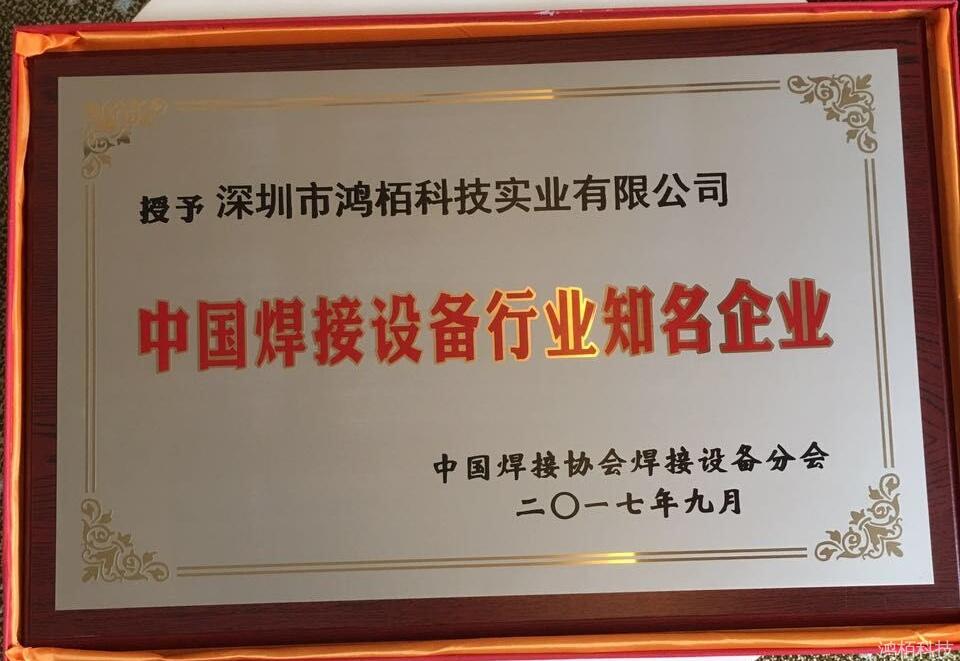 授予 深圳市鸿栢科技实业有限公司
中国焊接设备行业知名企业
中国焊接协会焊接设备分会
二〇一七年九月
鸿栢科技